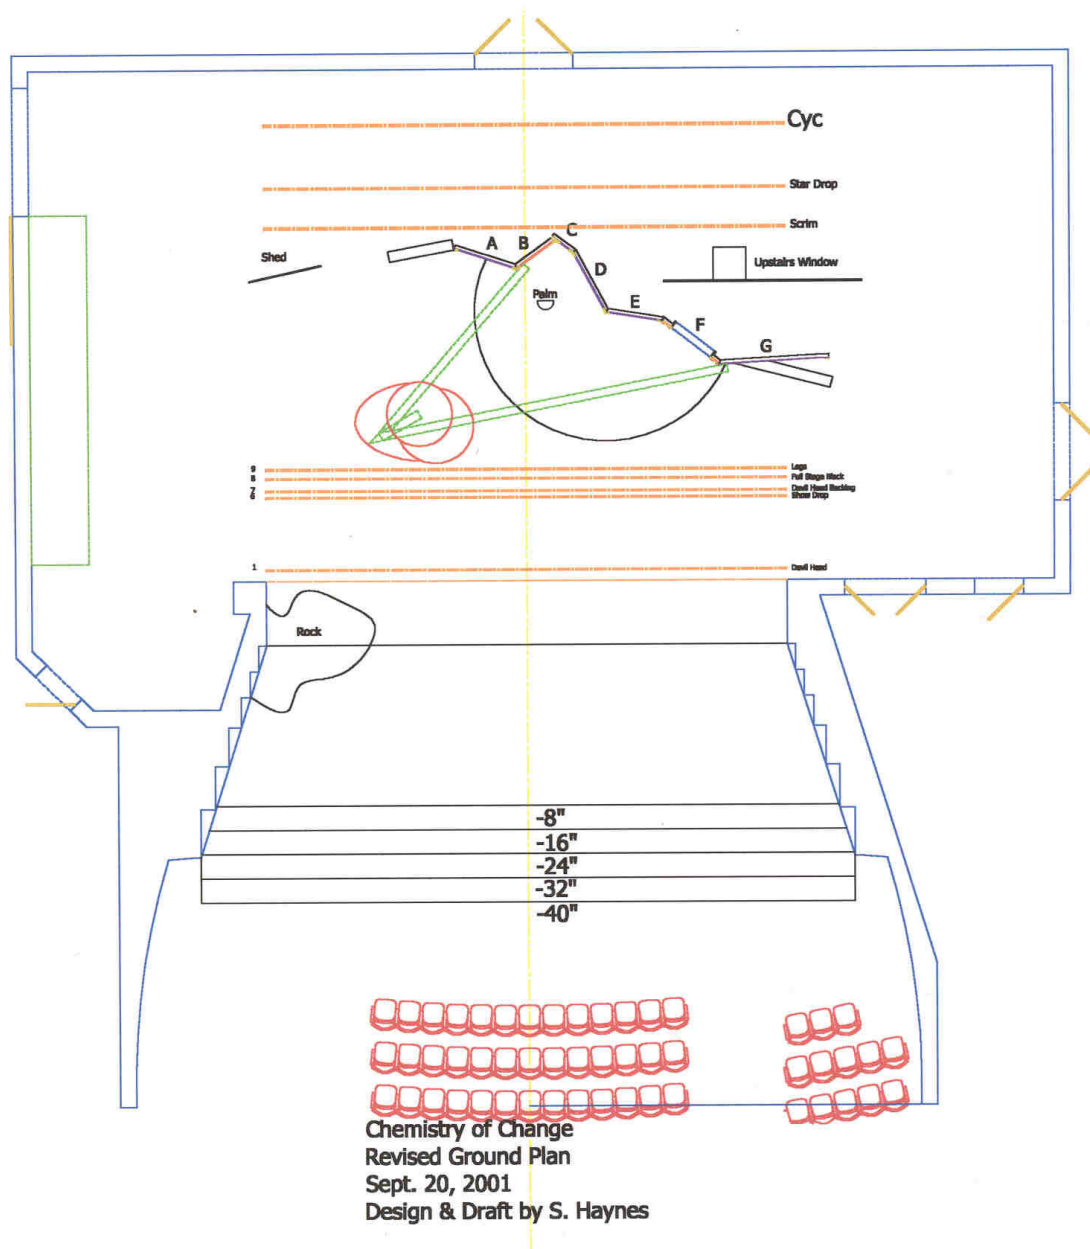 Cyc
Star Drop
Scrim
Shed
A
B
C
D
Upstairs Window
Palm
E
F
G
9
Legs
8
Full Stage Black
7
Devil Head Backing
6
Show Drop
1
Devil Head
Rock
-8"
-16"
-24"
-32"
-40"
Chemistry of Change
Revised Ground Plan
Sept. 20, 2001
Design & Draft by S. Haynes